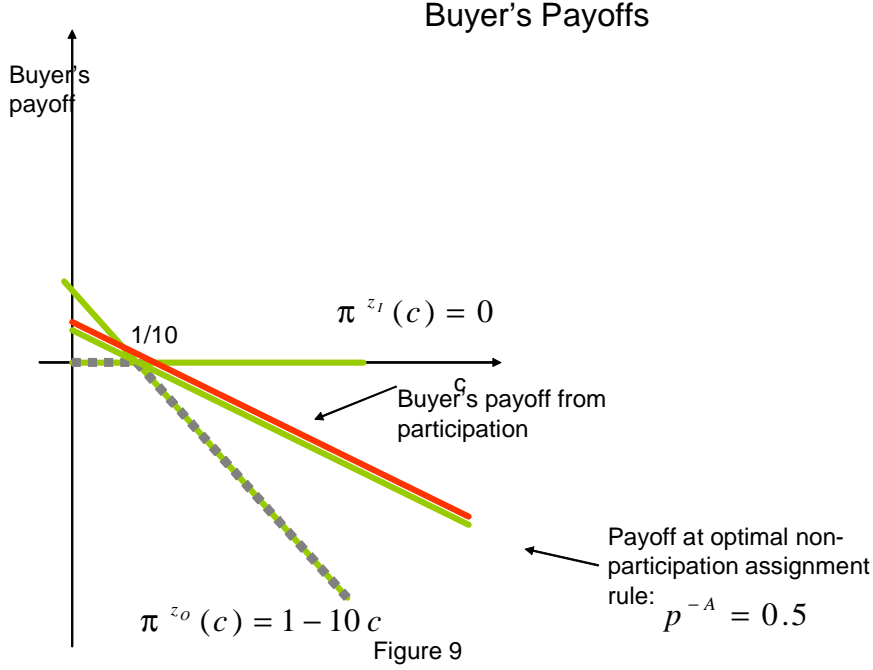 Buyer's Payoffs
Buyer's
payoff
π ^{z_I} (c) = 0
1/10
c
Buyer's payoff from
participation
Payoff at optimal non-
participation assignment
rule:
p ^{-A} = 0.5
π ^{z_O} (c) = 1 − 10 c
Figure 9